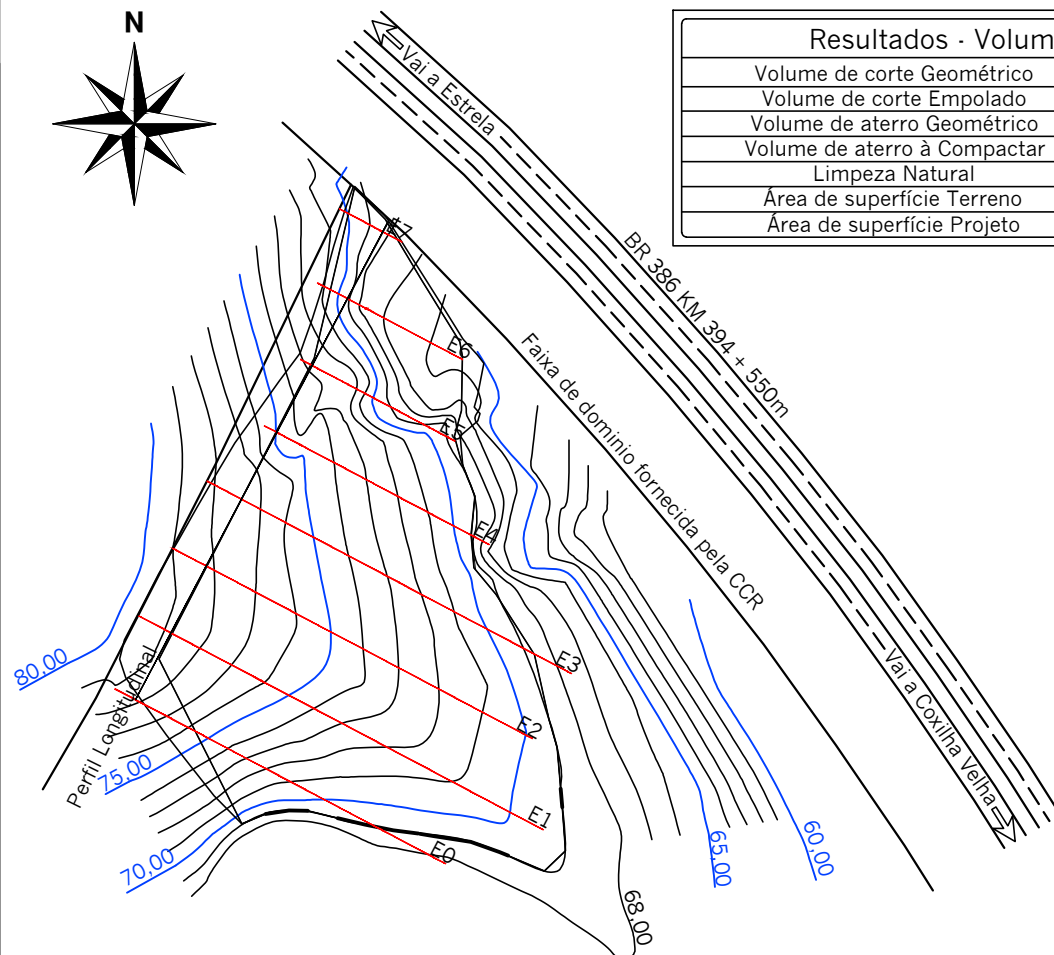 N
Vai a Estrela
Resultados - Volum
Volume de corte Geométrico
Volume de corte Empolado
Volume de aterro Geométrico
Volume de aterro à Compactar
Limpeza Natural
Área de superfície Terreno
Área de superfície Projeto
BR 386 KM 394 + 550m
Faixa de dominio fornecida pela CCR
Vai a Coxilha Velha
E7
E6
E5
E4
E3
E2
E1
E0
Perfil Longitudinal
80,00
75,00
70,00
68,00
65,00
60,00